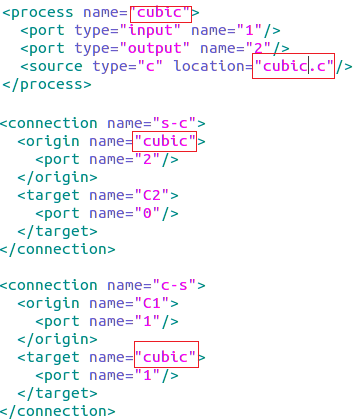 <process name="cubic">
<port type="input" name="1"/>
<port type="output" name="2"/>
<source type="c" location="cubic.c"/>
</process>
<connection name="s-c">
<origin name="cubic">
<port name="2"/>
</origin>
<target name="C2">
<port name="0"/>
</target>
</connection>
<connection name="c-s">
<origin name="C1">
<port name="1"/>
</origin>
<target name="cubic">
<port name="1"/>
</target>
</connection>